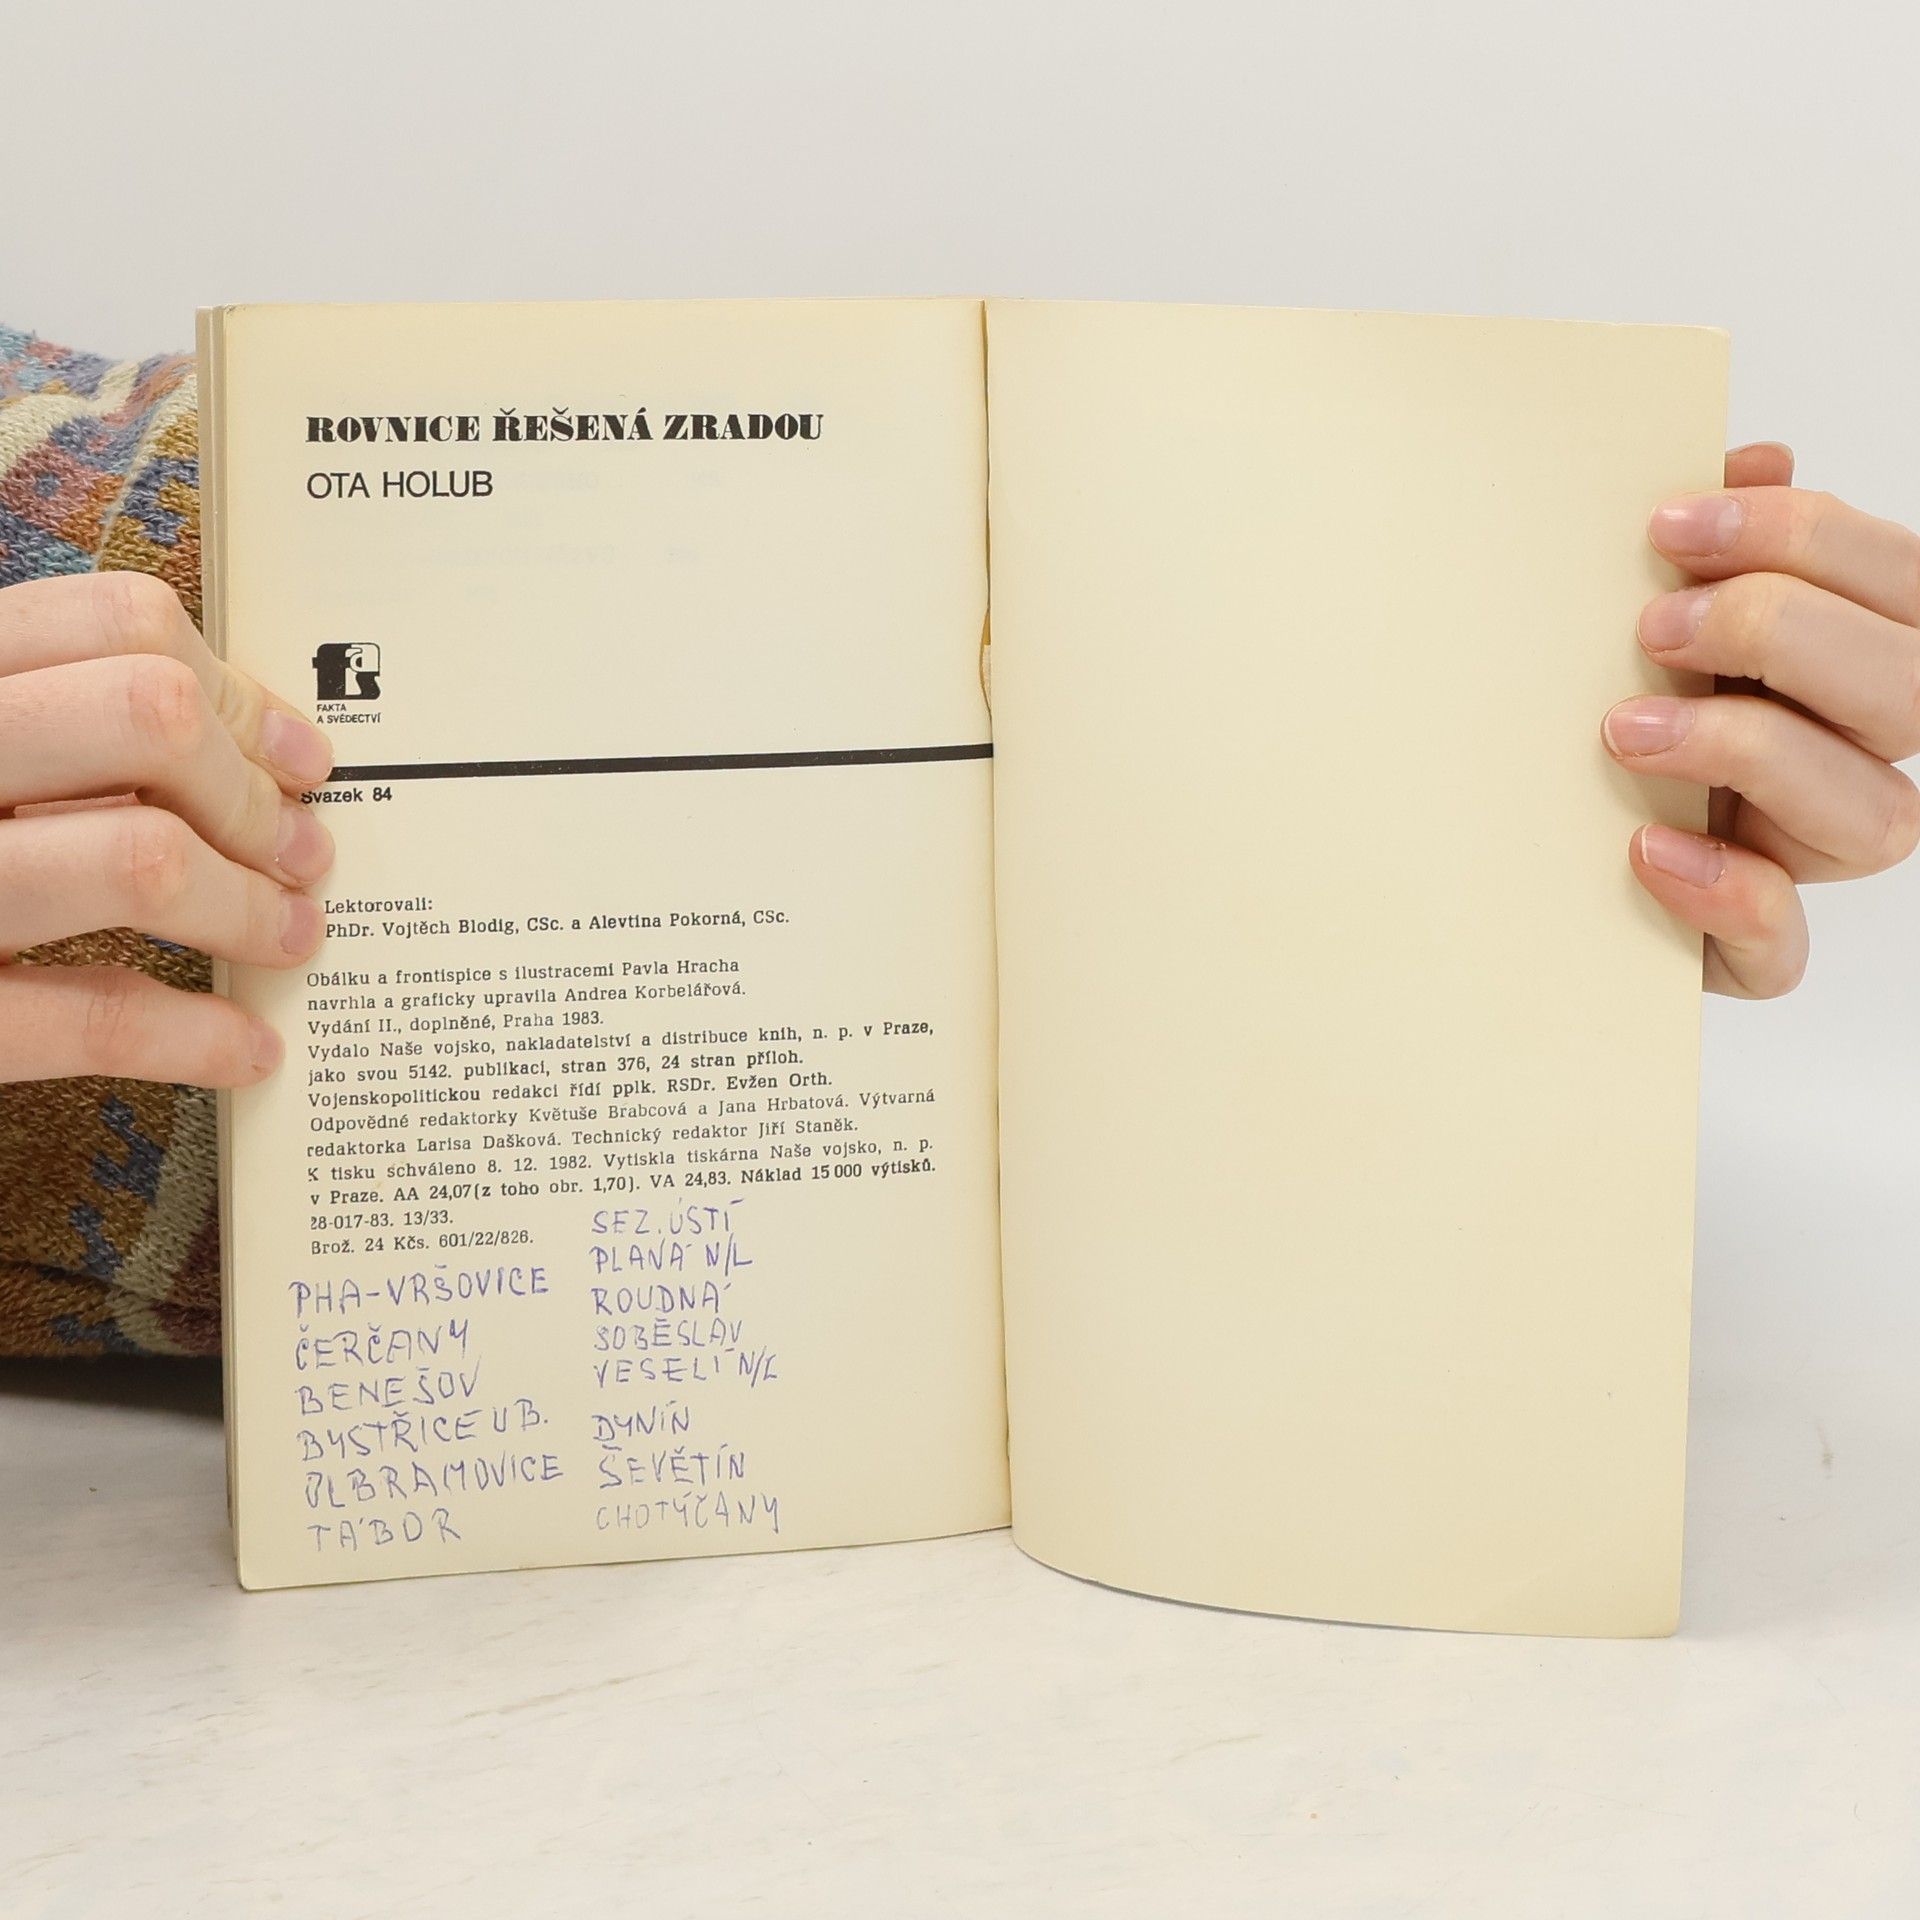 ROVNICE ŘEŠENÁ ZRADOU
OTA HOLUB
fas
FAKTA
A SVĚDECTVÍ
Svazek 84
Lektorovali:
PhDr. Vojtěch Blodig, CSc. a Alevtina Pokorná, CSc.
Obálku a frontispice s ilustracemi Pavla Hracha
navrhla a graficky upravila Andrea Korbelářová.
Vydání II., doplněné, Praha 1983.
Vydalo Naše vojsko, nakladatelství a distribuce knih, n. p. v Praze,
jako svou 5142. publikaci, stran 376, 24 stran příloh.
Vojenskopolitickou redakci řídí pplk. RSDr. Evžen Orth.
Odpovědné redaktorky Květuše Brabcová a Jana Hrbatová. Výtvarná
redaktorka Larisa Dašková. Technický redaktor Jiří Staněk.
K tisku schváleno 8. 12. 1982. Vytiskla tiskárna Naše vojsko, n. p.
v Praze. AA 24,07 (z toho obr. 1,70). VA 24,83. Náklad 15 000 výtisků.
28-017-83. 13/33.
Brož. 24 Kčs. 601/22/826.
PHA-VRŠOVICE
ČERČANY
BENEŠOV
BYSTŘICE U B.
OLBRAMOVICE
TÁBOR
SEZ. ÚSTÍ
PLANÁ N/L
ROUDNÁ
SOBĚSLAV
VESELÍ N/L
DYNÍN
ŠEVĚTÍN
CHOTÝČANY